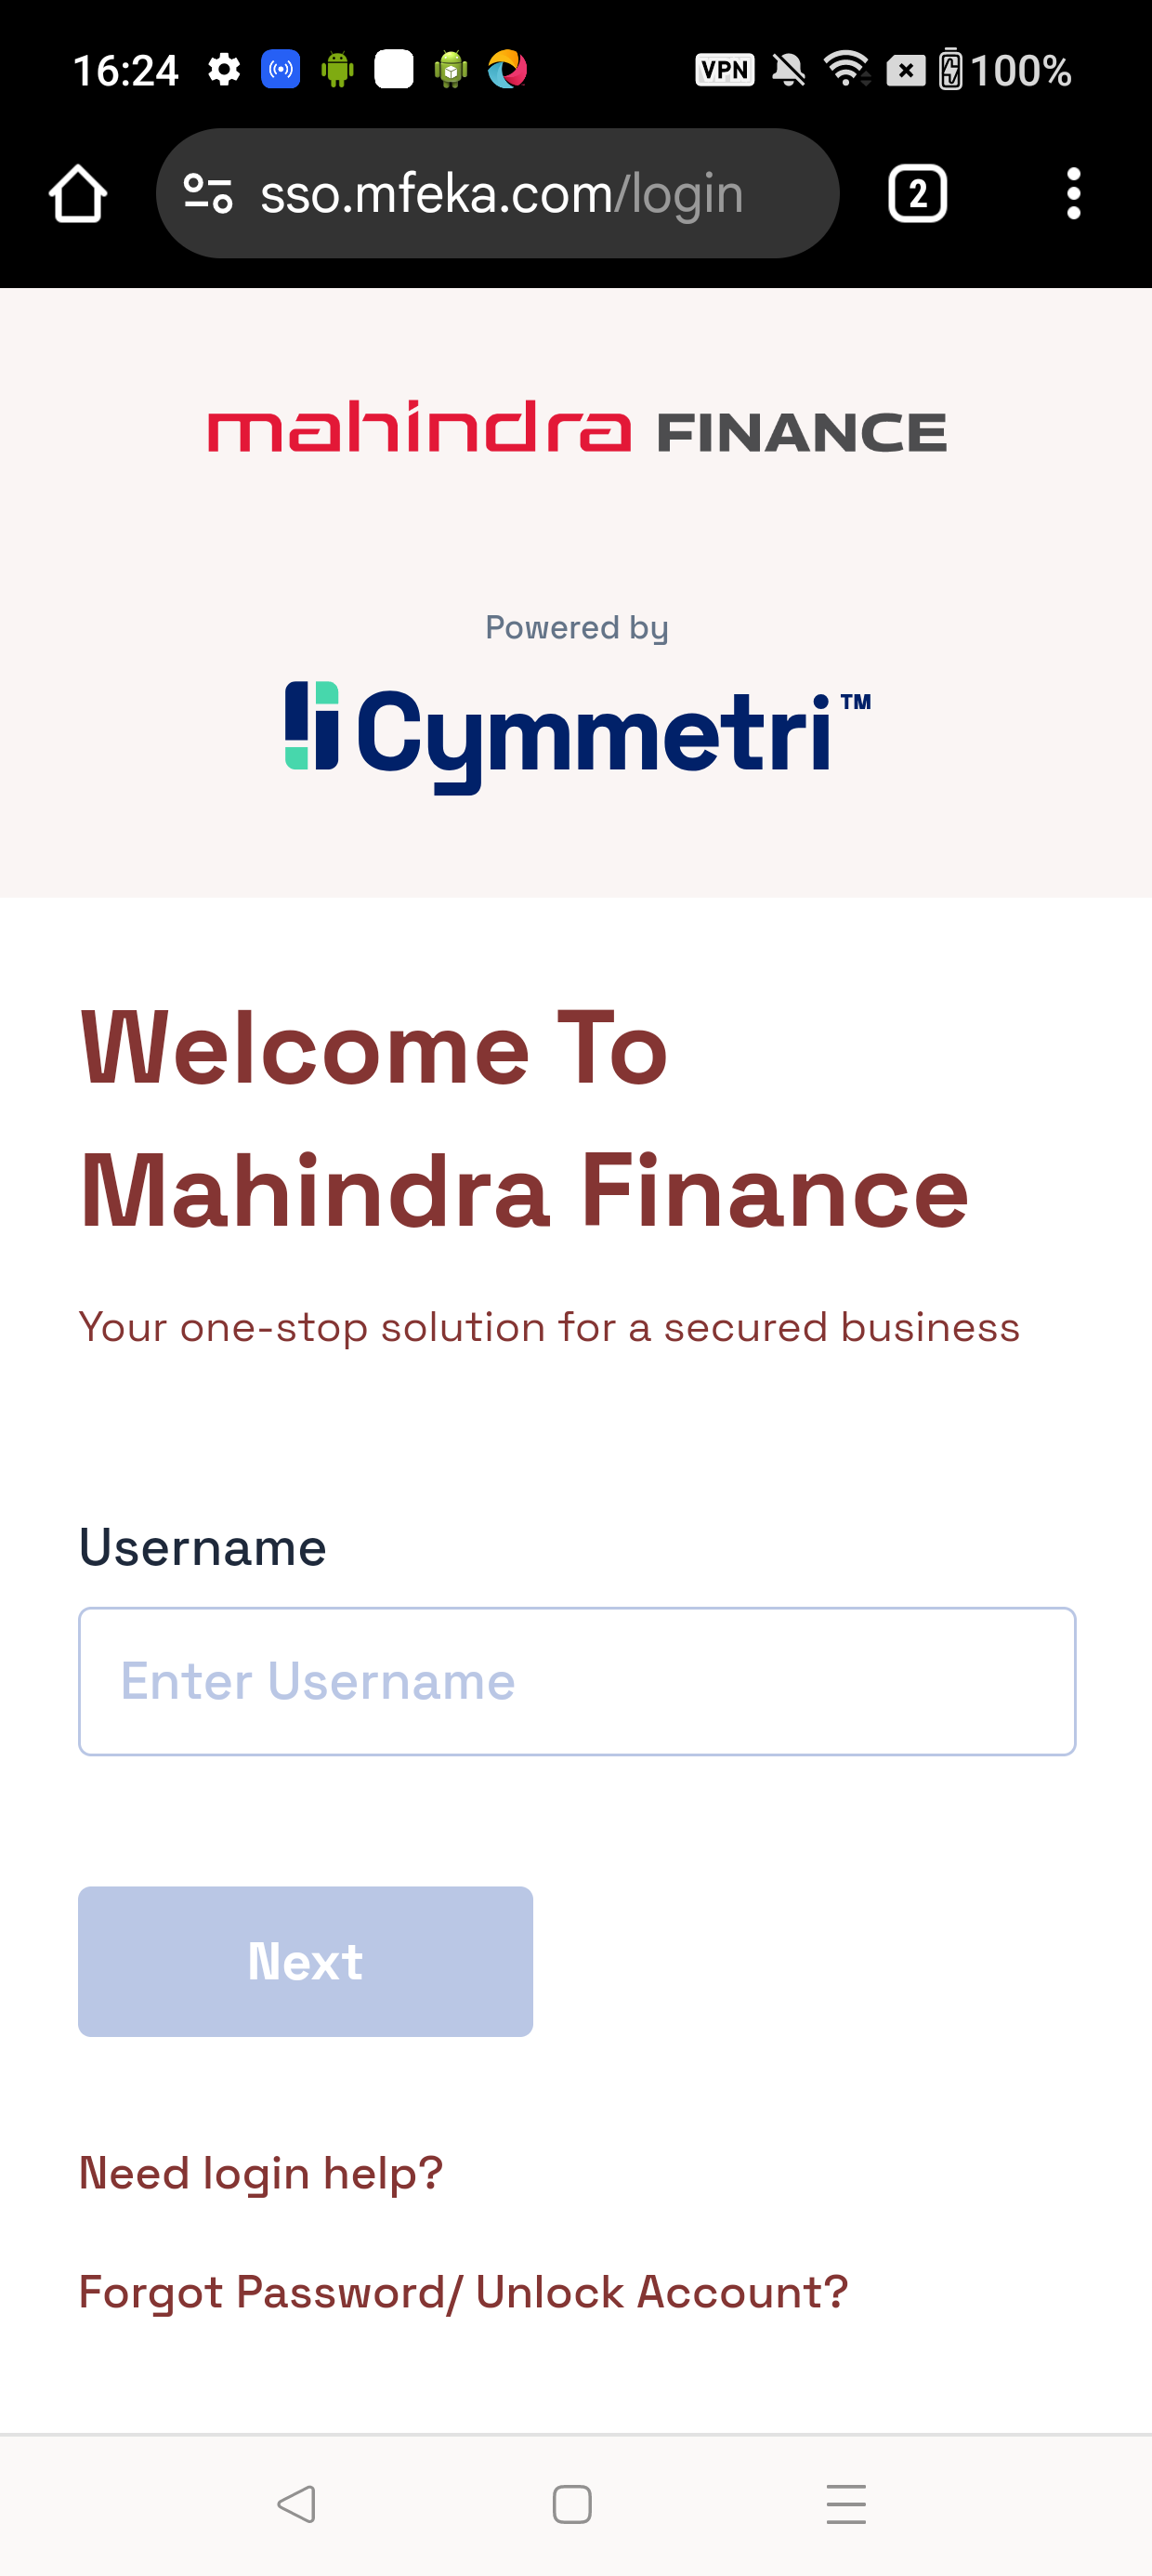 16:24
VPN
100%
sso.mfeka.com/login
2
mahindra FINANCE
Powered by
Cymmetri™
Welcome To
Mahindra Finance
Your one-stop solution for a secured business
Username
Enter Username
Next
Need login help?
Forgot Password/ Unlock Account?